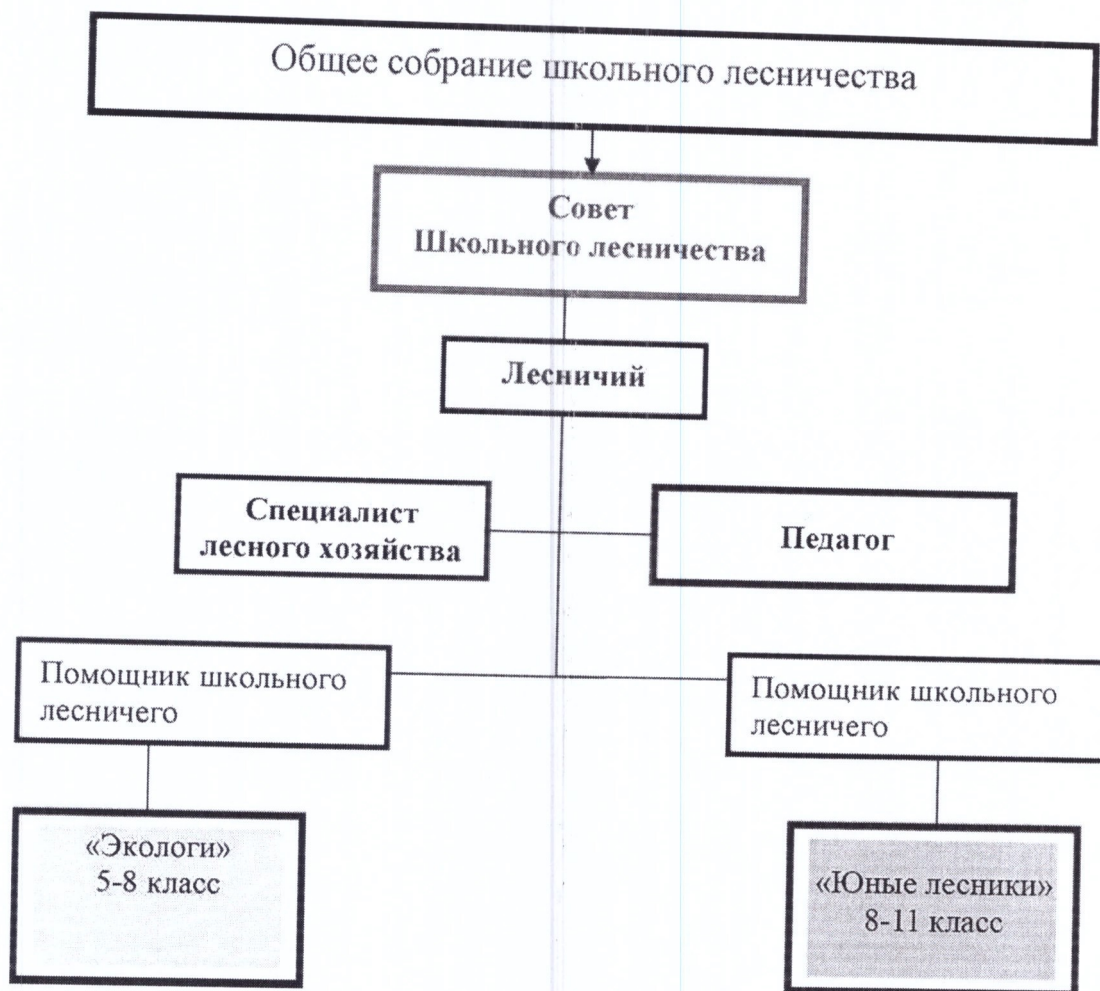 Общее собрание школьного лесничества
Совет
Школьного лесничества
Лесничий
Специалист
лесного хозяйства
Педагог
Помощник школьного
лесничего
Помощник школьного
лесничего
«Экологи»
5-8 класс
«Юные лесники»
8-11 класс